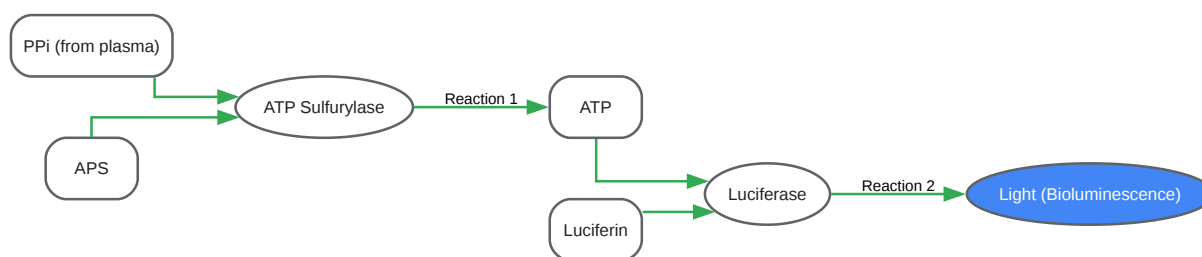 PPi (from plasma)
APS
ATP Sulfurylase
Reaction 1
ATP
Luciferin
Luciferase
Reaction 2
Light (Bioluminescence)